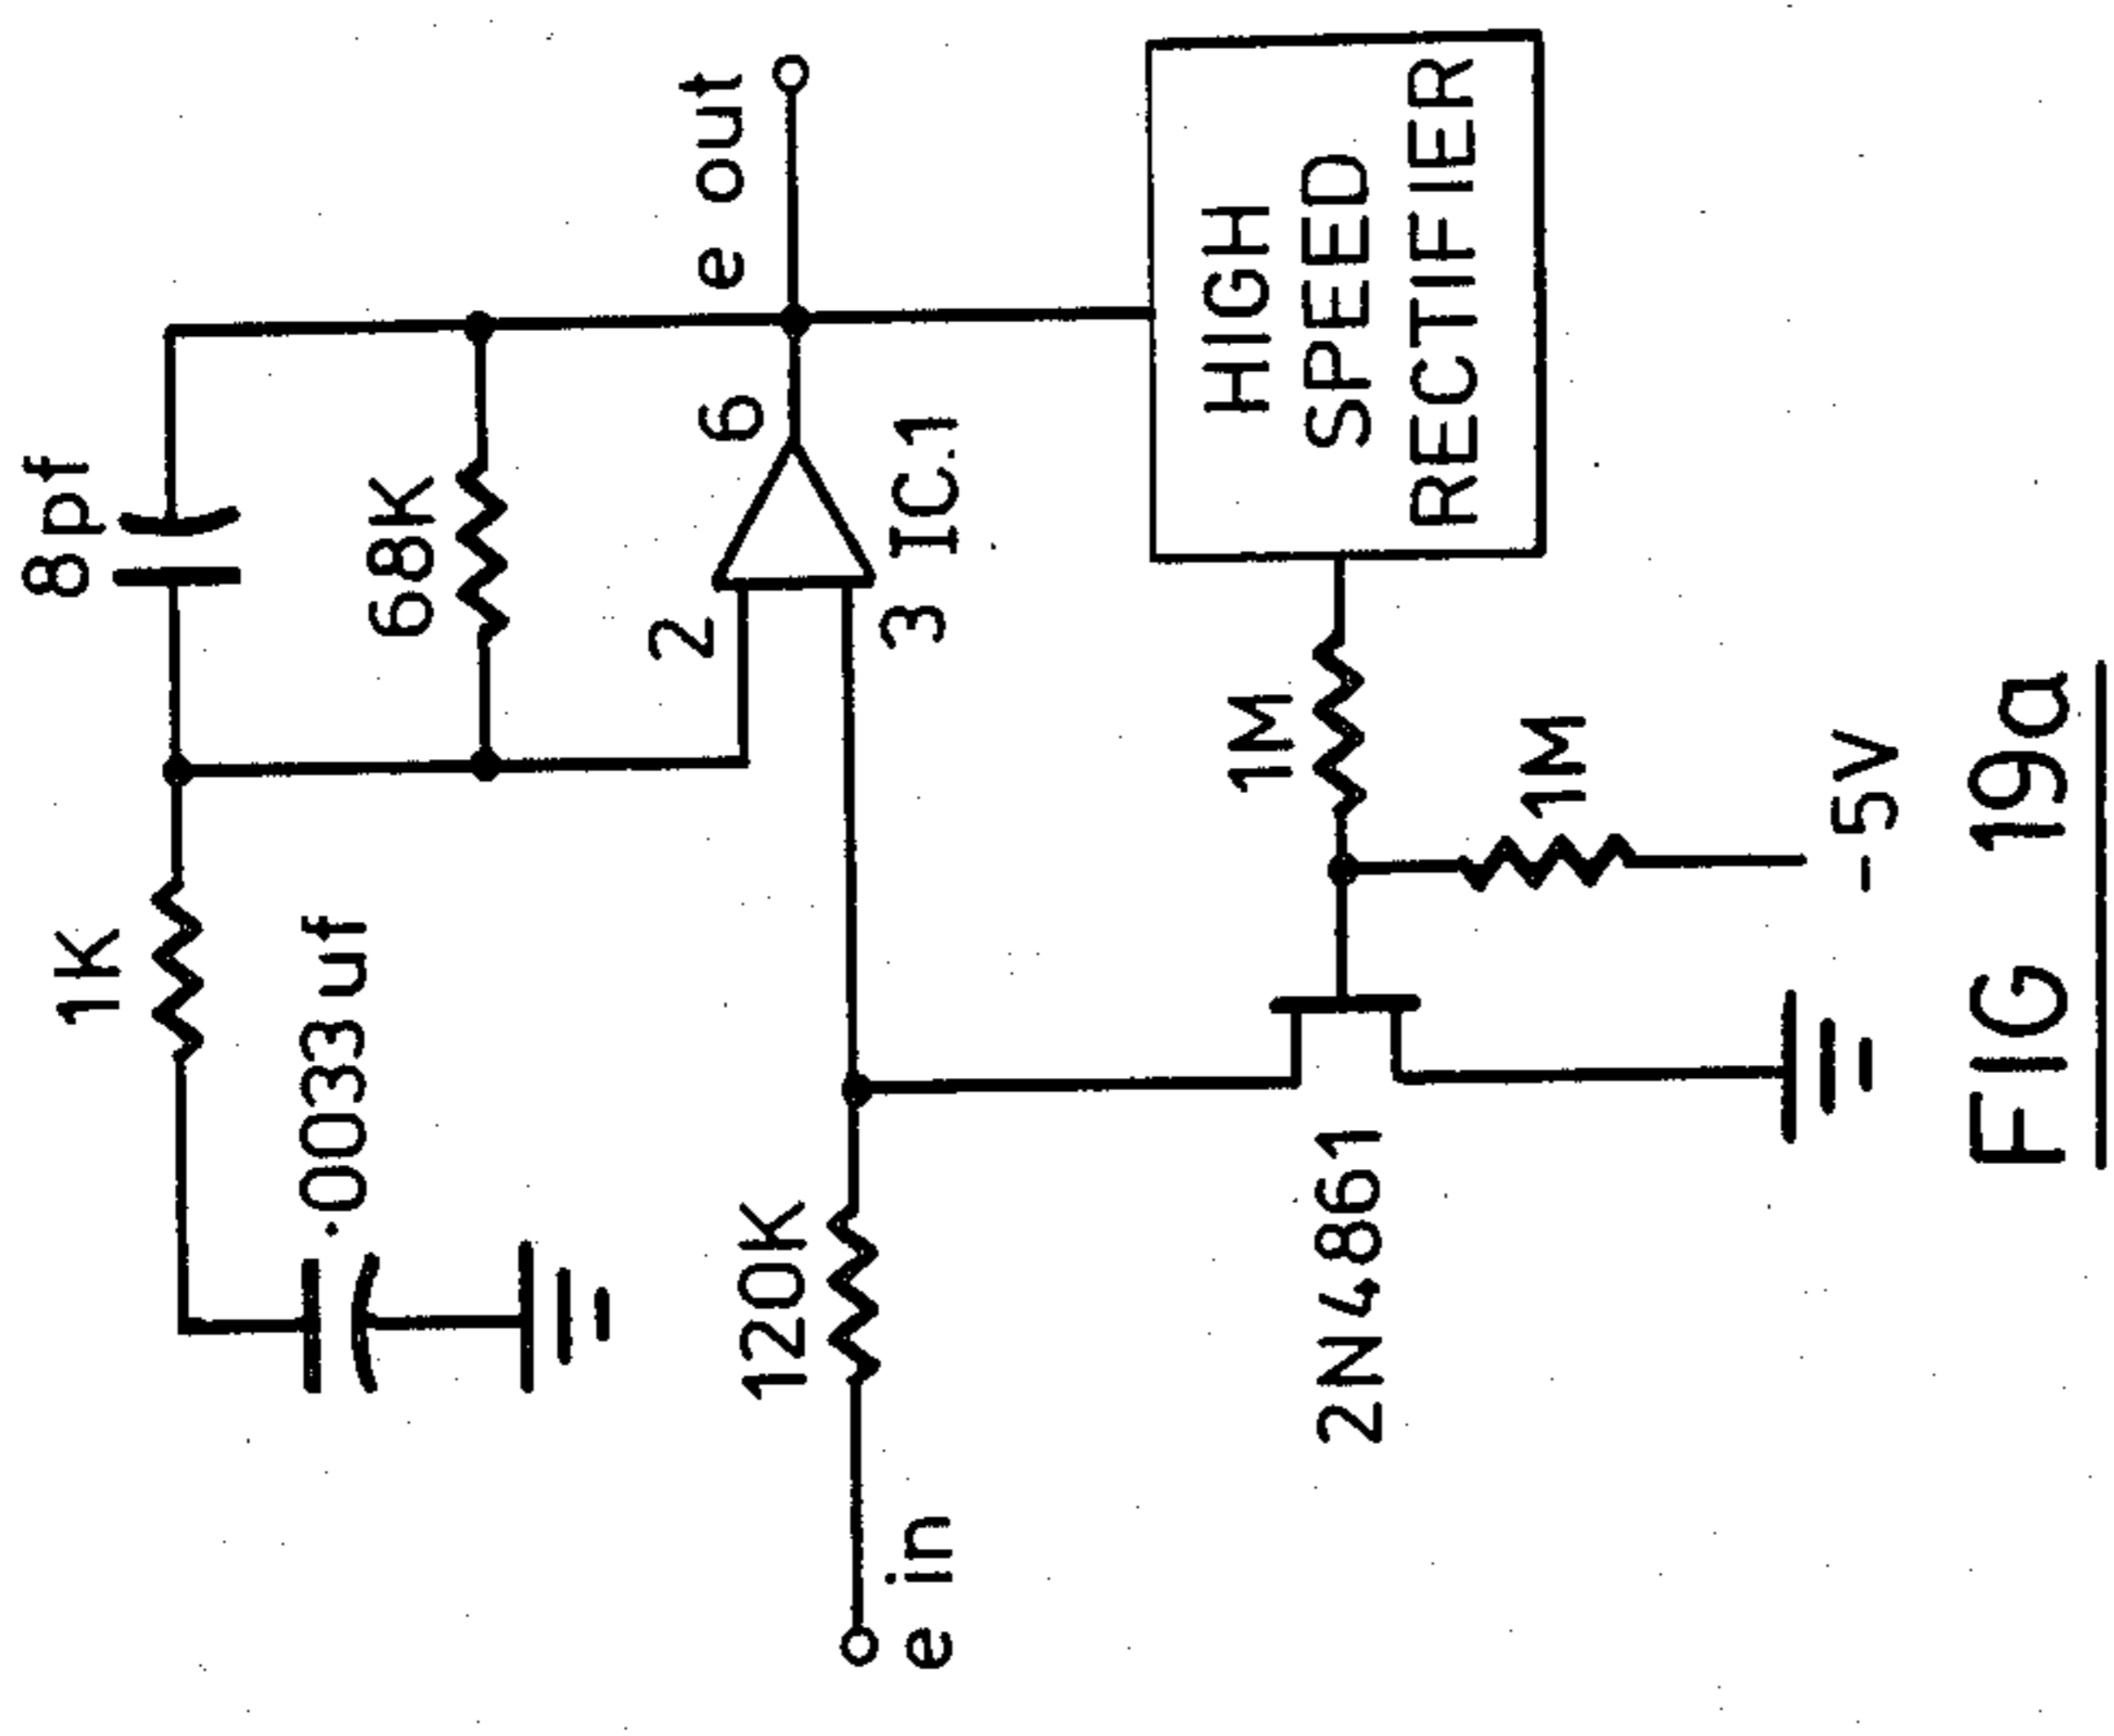 8pf
68K
e out
1K
.0033 uf
2
6
3
IC.1
120K
e in
HIGH
SPEED
RECTIFIER
1M
1M
-5V
2N4861
FIG 19a